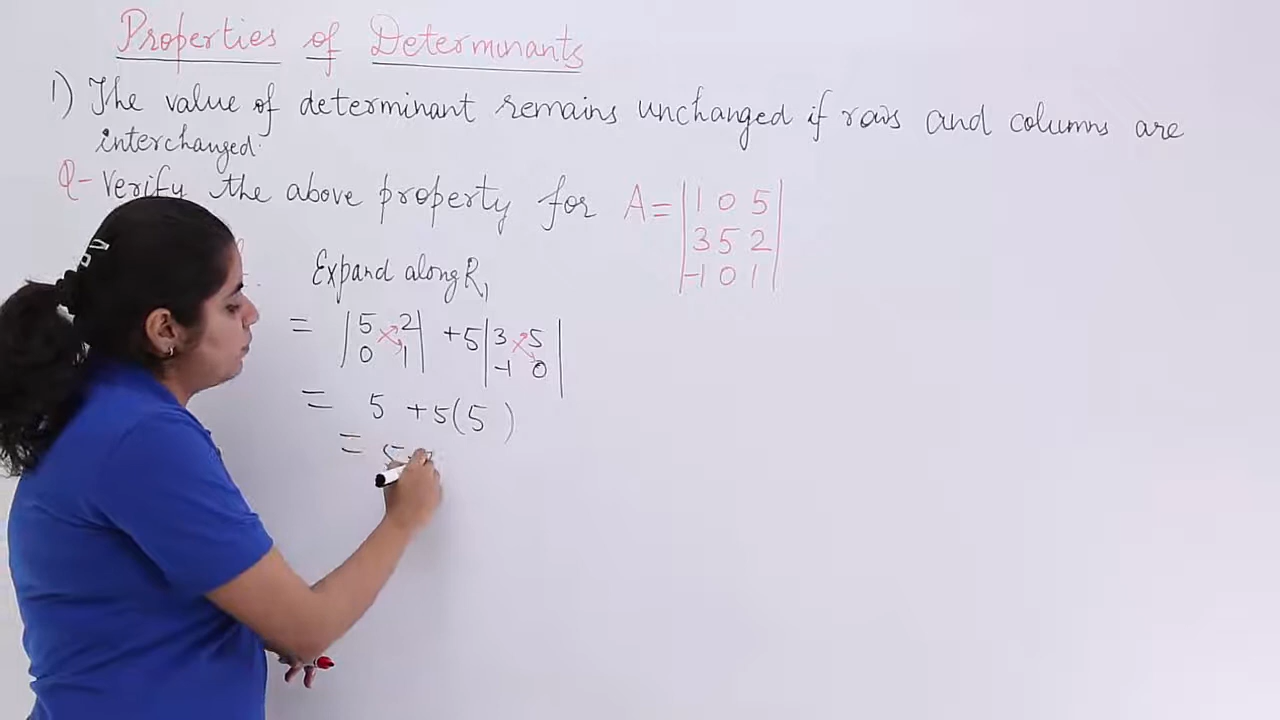 Properties of Determinants
1) The value of determinant remains unchanged if rows and columns are
interchanged.
Q- Verify the above property for A = | 1 0 5 |
| 3 5 2 |
| -1 0 1 |
Expand along R₁
= | 5 2 | + 5 | 3 5 |
| 0 1 | | -1 0 |
= 5 + 5(5 )
= 5+